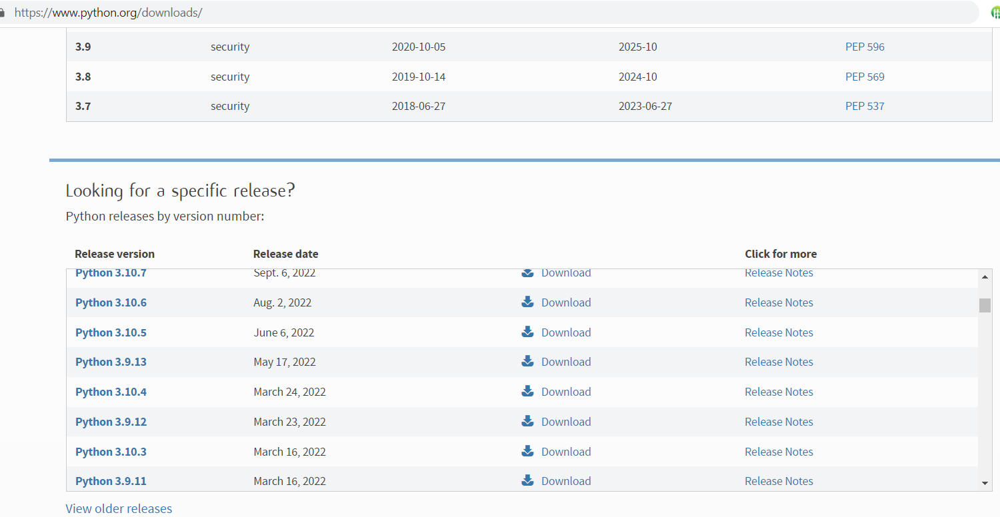 https://www.python.org/downloads/
3.9 security 2020-10-05 2025-10 PEP 596
3.8 security 2019-10-14 2024-10 PEP 569
3.7 security 2018-06-27 2023-06-27 PEP 537
Looking for a specific release?
Python releases by version number:
Release version Release date Click for more
Python 3.10.7 Sept. 6, 2022 Download Release Notes
Python 3.10.6 Aug. 2, 2022 Download Release Notes
Python 3.10.5 June 6, 2022 Download Release Notes
Python 3.9.13 May 17, 2022 Download Release Notes
Python 3.10.4 March 24, 2022 Download Release Notes
Python 3.9.12 March 23, 2022 Download Release Notes
Python 3.10.3 March 16, 2022 Download Release Notes
Python 3.9.11 March 16, 2022 Download Release Notes
View older releases